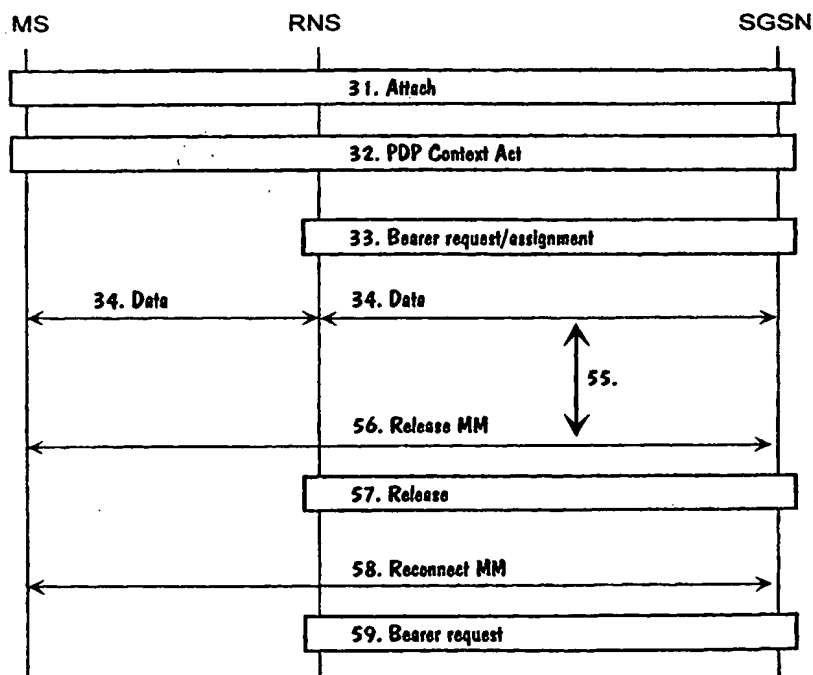 MS RNS SGSN
31. Attach
32. PDP Context Act
33. Bearer request/assignment
34. Data 34. Data
55.
56. Release MM
57. Release
58. Reconnect MM
59. Bearer request